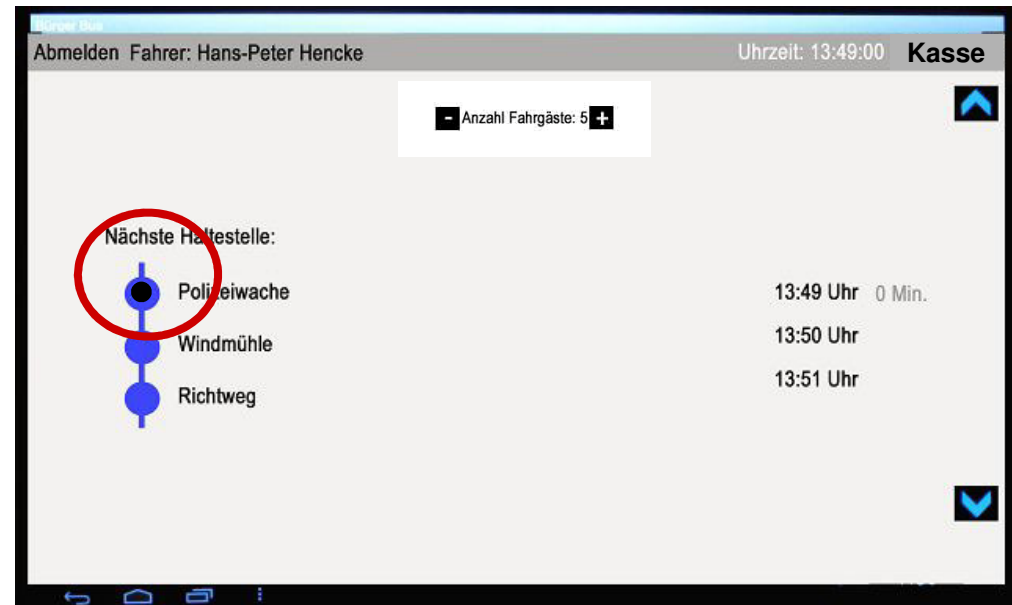 Bürger Bus
Abmelden Fahrer: Hans-Peter Hencke Uhrzeit: 13:49:00 Kasse
- Anzahl Fahrgäste: 5 +
Nächste Haltestelle:
Polizeiwache 13:49 Uhr 0 Min.
Windmühle 13:50 Uhr
Richtweg 13:51 Uhr